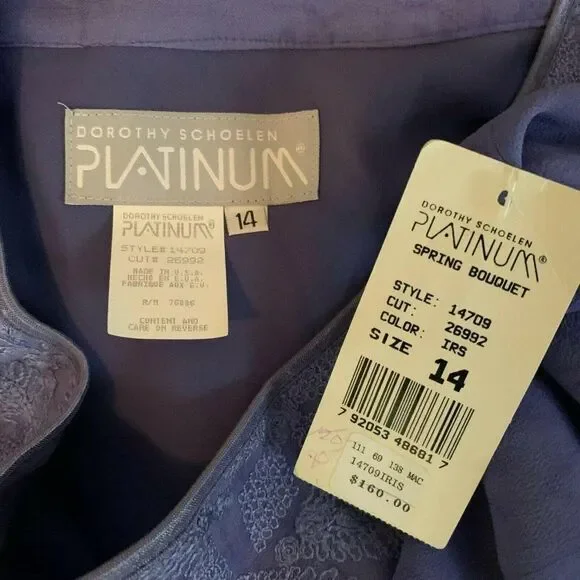 DOROTHY SCHOELEN
PLATINUM®
14
DOROTHY SCHOELEN
PLATINUM®
STYLE# 14709
CUT# 26992
MADE IN U.S.A.
HECHO EN E.U.A.
FABRIQUE AUX E.U.
R/N 76886
CONTENT AND
CARE ON REVERSE
DOROTHY SCHOELEN
PLATINUM®
SPRING BOUQUET
STYLE: 14709
CUT: 26992
COLOR: IRS
SIZE 14
7 92053 48681 7
111 69 138 MAC
14709IRIS
$160.00